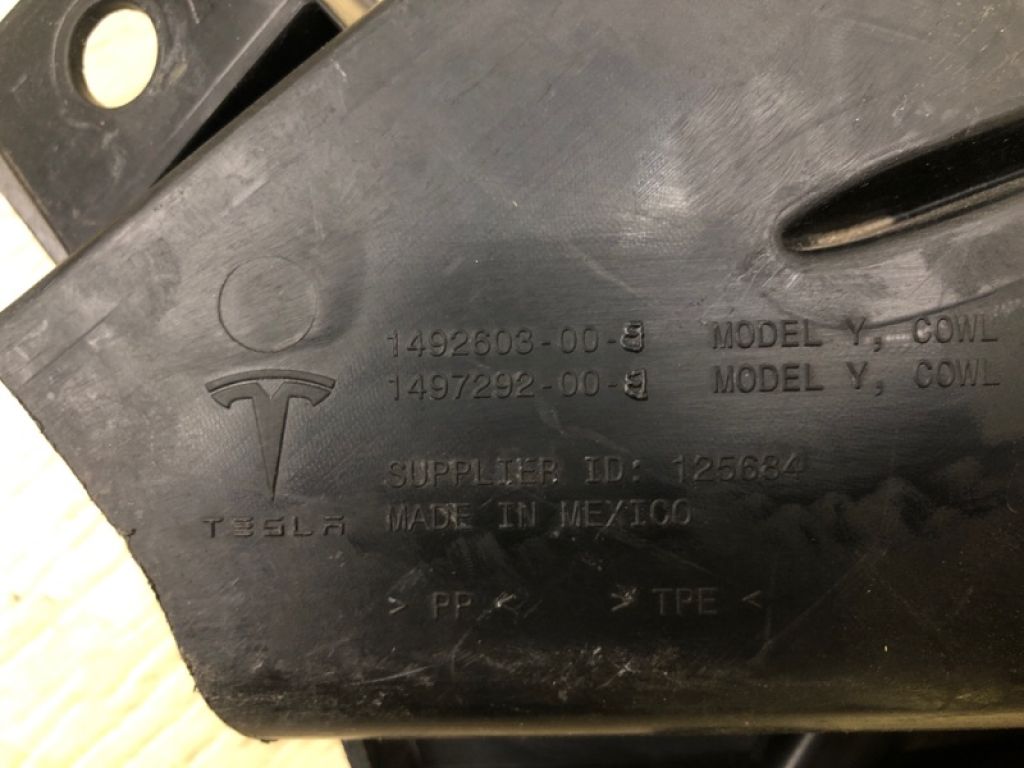 1492603-00- MODEL Y, COWL
1497292-00- MODEL Y, COWL
SUPPLIER ID: 125684
MADE IN MEXICO
TESLA
> PP < > TPE <